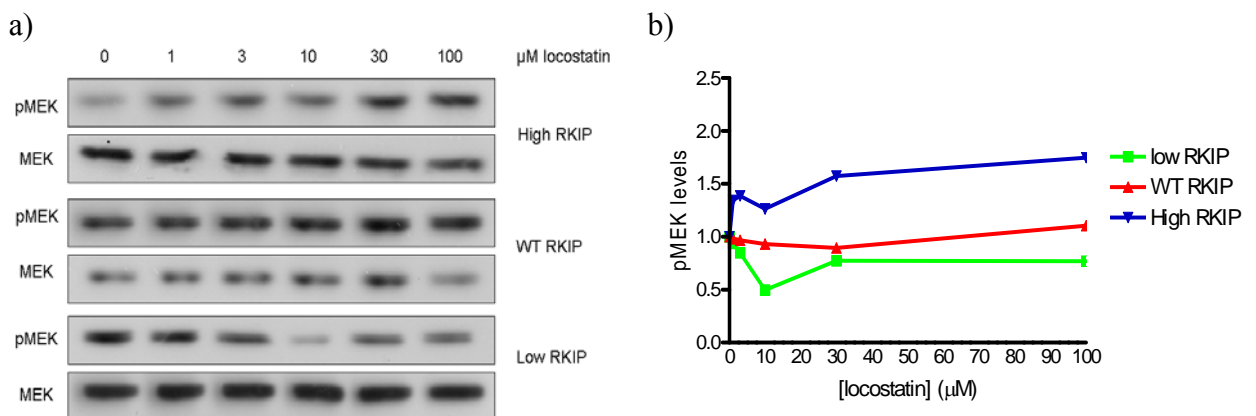 a)
0 1 3 10 30 100 µM locostatin
pMEK
High RKIP
MEK
pMEK
WT RKIP
MEK
pMEK
Low RKIP
MEK
b)
2.5
2.0
1.5
1.0
0.5
0.0
pMEK levels
0 10 20 30 40 50 60 70 80 90 100
[locostatin] (µM)
low RKIP
WT RKIP
High RKIP